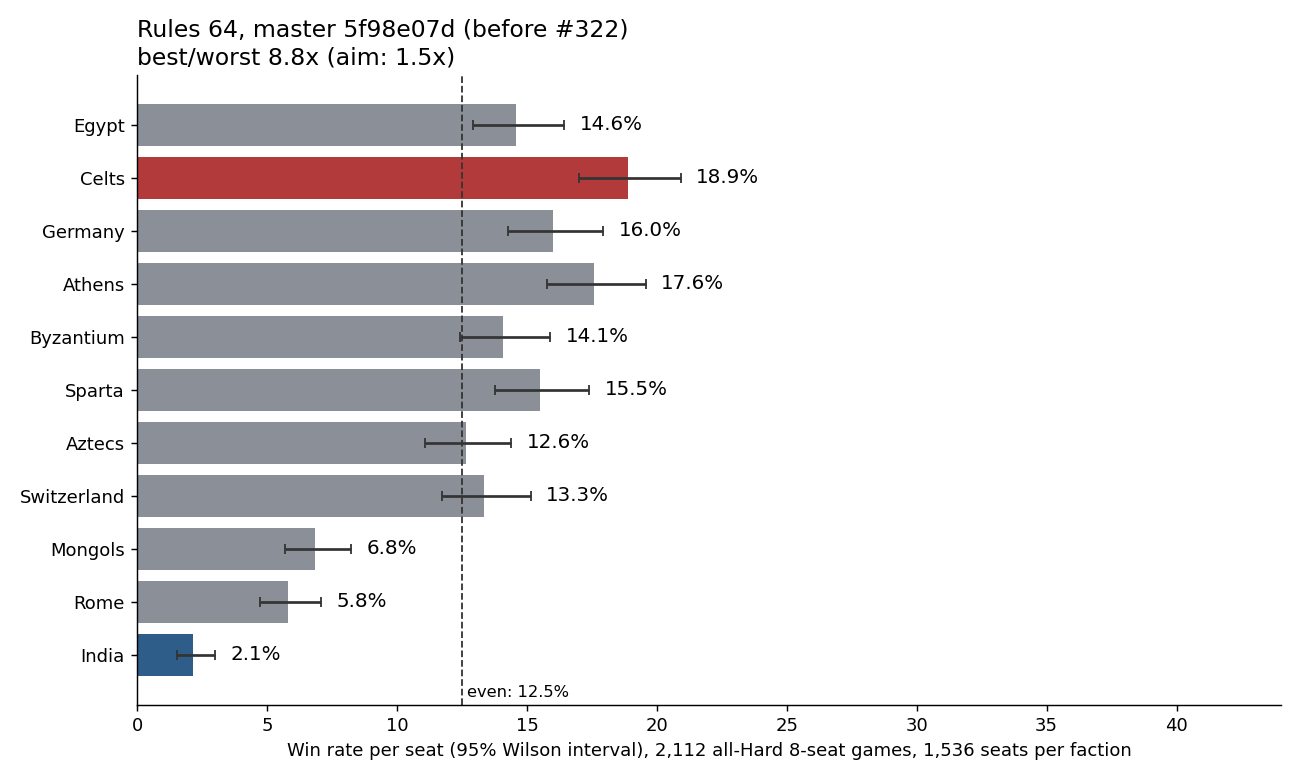 Rules 64, master 5f98e07d (before #322)
best/worst 8.8x (aim: 1.5x)
Egypt 14.6%
Celts 18.9%
Germany 16.0%
Athens 17.6%
Byzantium 14.1%
Sparta 15.5%
Aztecs 12.6%
Switzerland 13.3%
Mongols 6.8%
Rome 5.8%
India 2.1%
even: 12.5%
0 5 10 15 20 25 30 35 40
Win rate per seat (95% Wilson interval), 2,112 all-Hard 8-seat games, 1,536 seats per faction